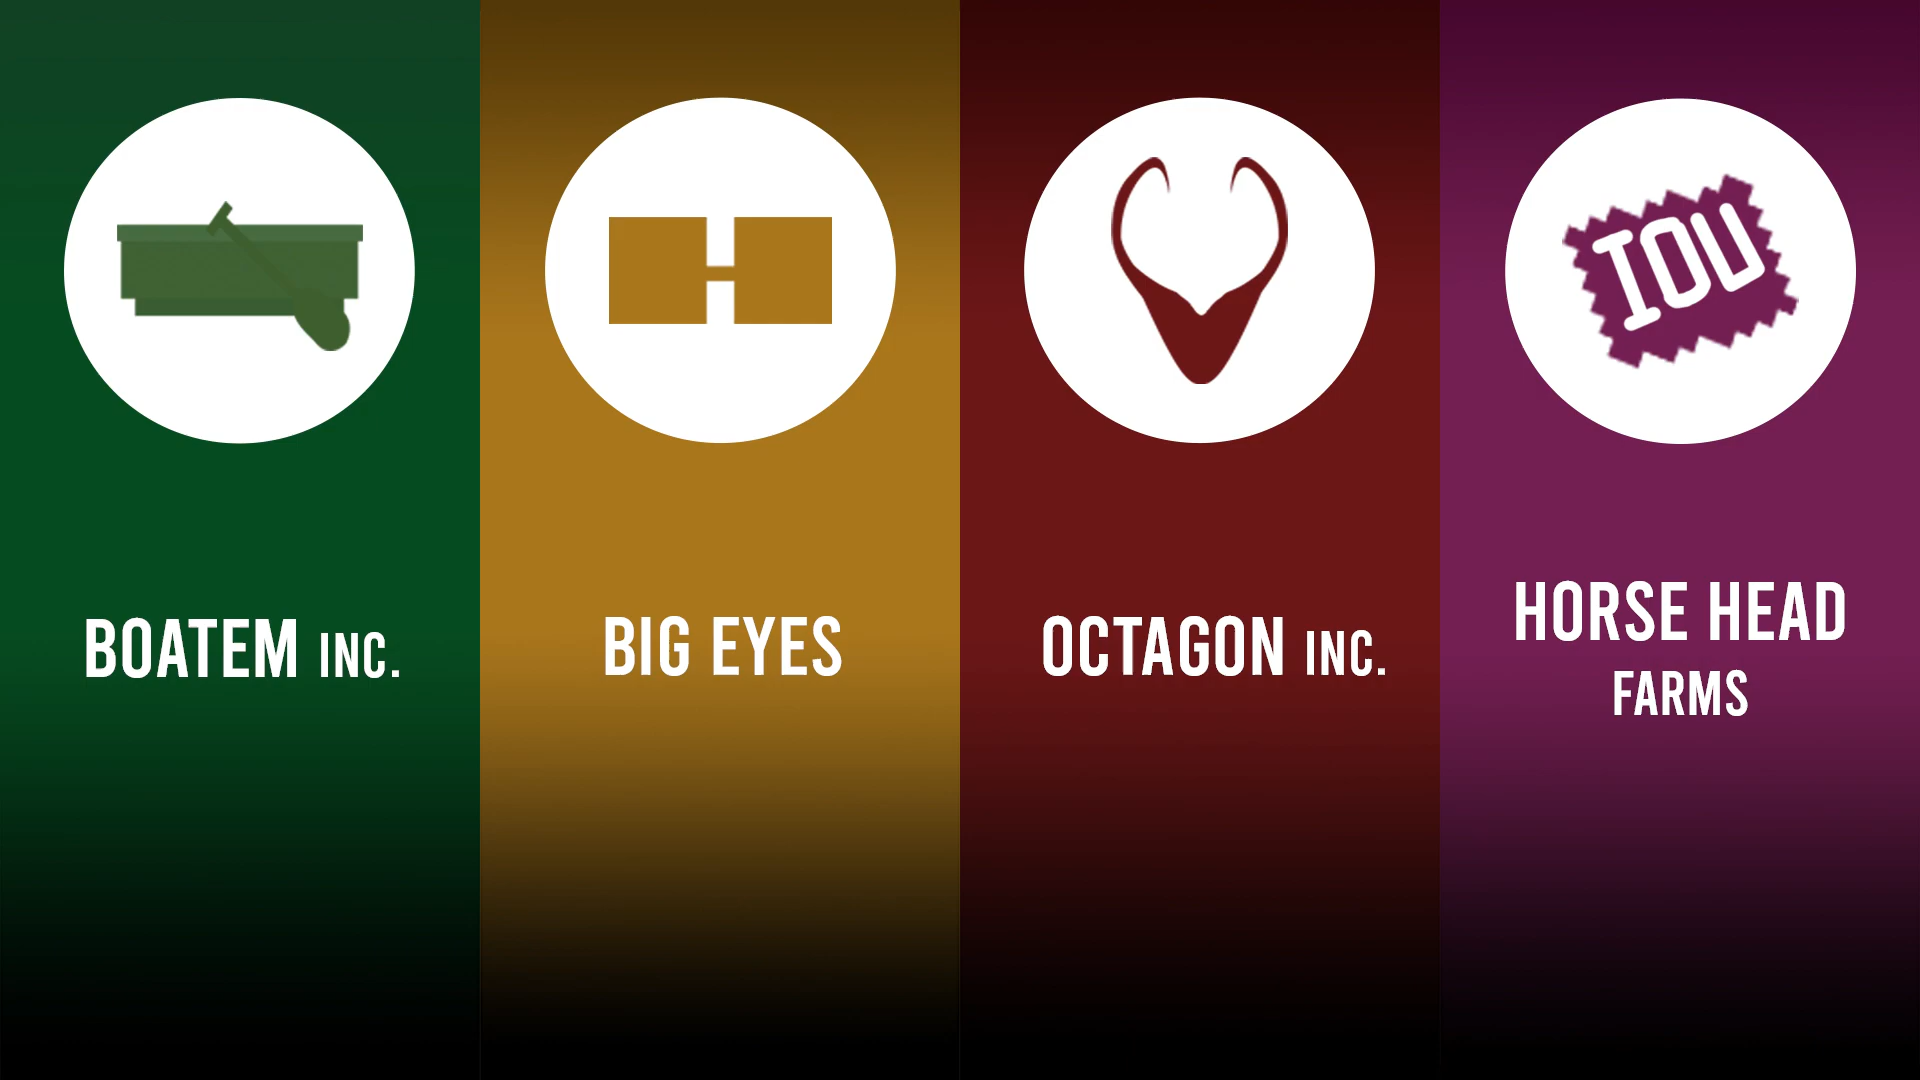 IOU
BOATEM INC.
BIG EYES
OCTAGON INC.
HORSE HEAD
FARMS